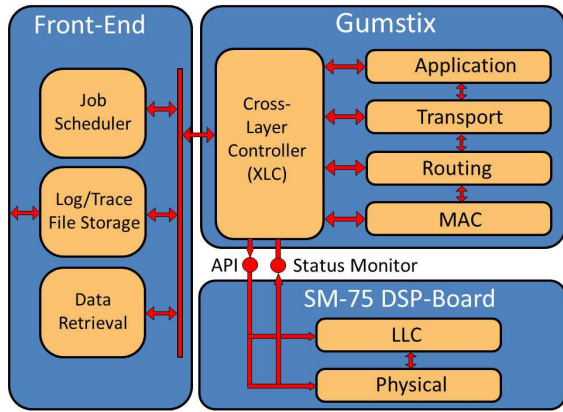 Front-End
Job
Scheduler
Log/Trace
File Storage
Data
Retrieval
Gumstix
Cross-
Layer
Controller
(XLC)
Application
Transport
Routing
MAC
API
Status Monitor
SM-75 DSP-Board
LLC
Physical